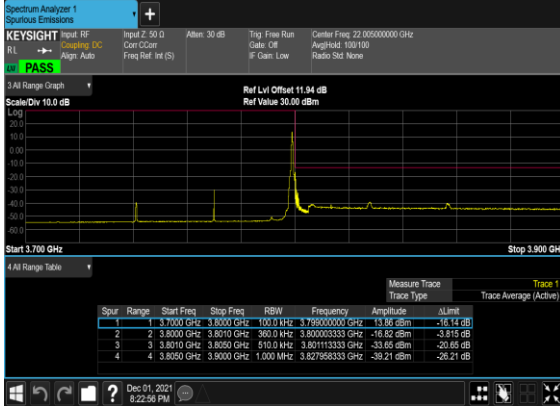 Spectrum Analyzer 1
Spurious Emissions
+
KEYSIGHT Input: RF Input Z: 50 Ω Atten: 30 dB Trig: Free Run Center Freq: 22.005000000 GHz
RL Coupling: DC Corr CCorr Gate: Off Avg|Hold: 100/100
Align: Auto Freq Ref: Int (S) IF Gain: Low Radio Std: None
PASS
3 All Range Graph
Ref Lvl Offset 11.94 dB
Scale/Div 10.0 dB Ref Value 30.00 dBm
Log
20.0
10.0
0.00
-10.0
-20.0
-30.0
-40.0
-50.0
-60.0
Start 3.700 GHz Stop 3.900 GH
4 All Range Table
Measure Trace Trace 1
Trace Type Trace Average (Active)
Spur Range Start Freq Stop Freq RBW Frequency Amplitude ΔLimit
1 1 3.7000 GHz 3.8000 GHz 100.0 kHz 3.799000000 GHz 13.86 dBm -16.14 dB
2 2 3.8000 GHz 3.8010 GHz 360.0 kHz 3.800003333 GHz -16.82 dBm -3.815 dB
3 3 3.8010 GHz 3.8050 GHz 510.0 kHz 3.801113333 GHz -33.65 dBm -20.65 dB
4 4 3.8050 GHz 3.9000 GHz 1.000 MHz 3.827958333 GHz -39.21 dBm -26.21 dB
? Dec 01, 2021
8:22:56 PM